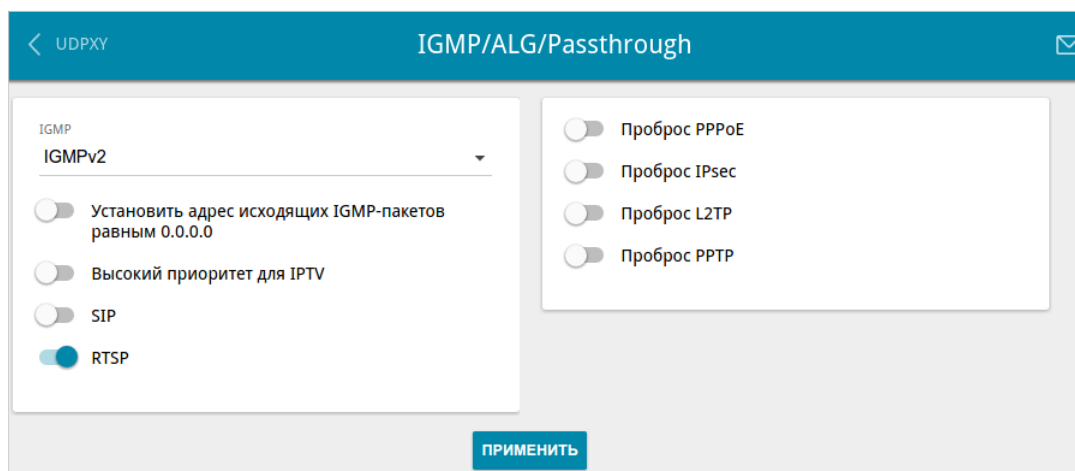 UDPXY
IGMP/ALG/Passthrough
IGMP
IGMPv2
Установить адрес исходящих IGMP-пакетов
равным 0.0.0.0
Высокий приоритет для IPTV
SIP
RTSP
Проброс PPPoE
Проброс IPsec
Проброс L2TP
Проброс PPTP
ПРИМЕНИТЬ